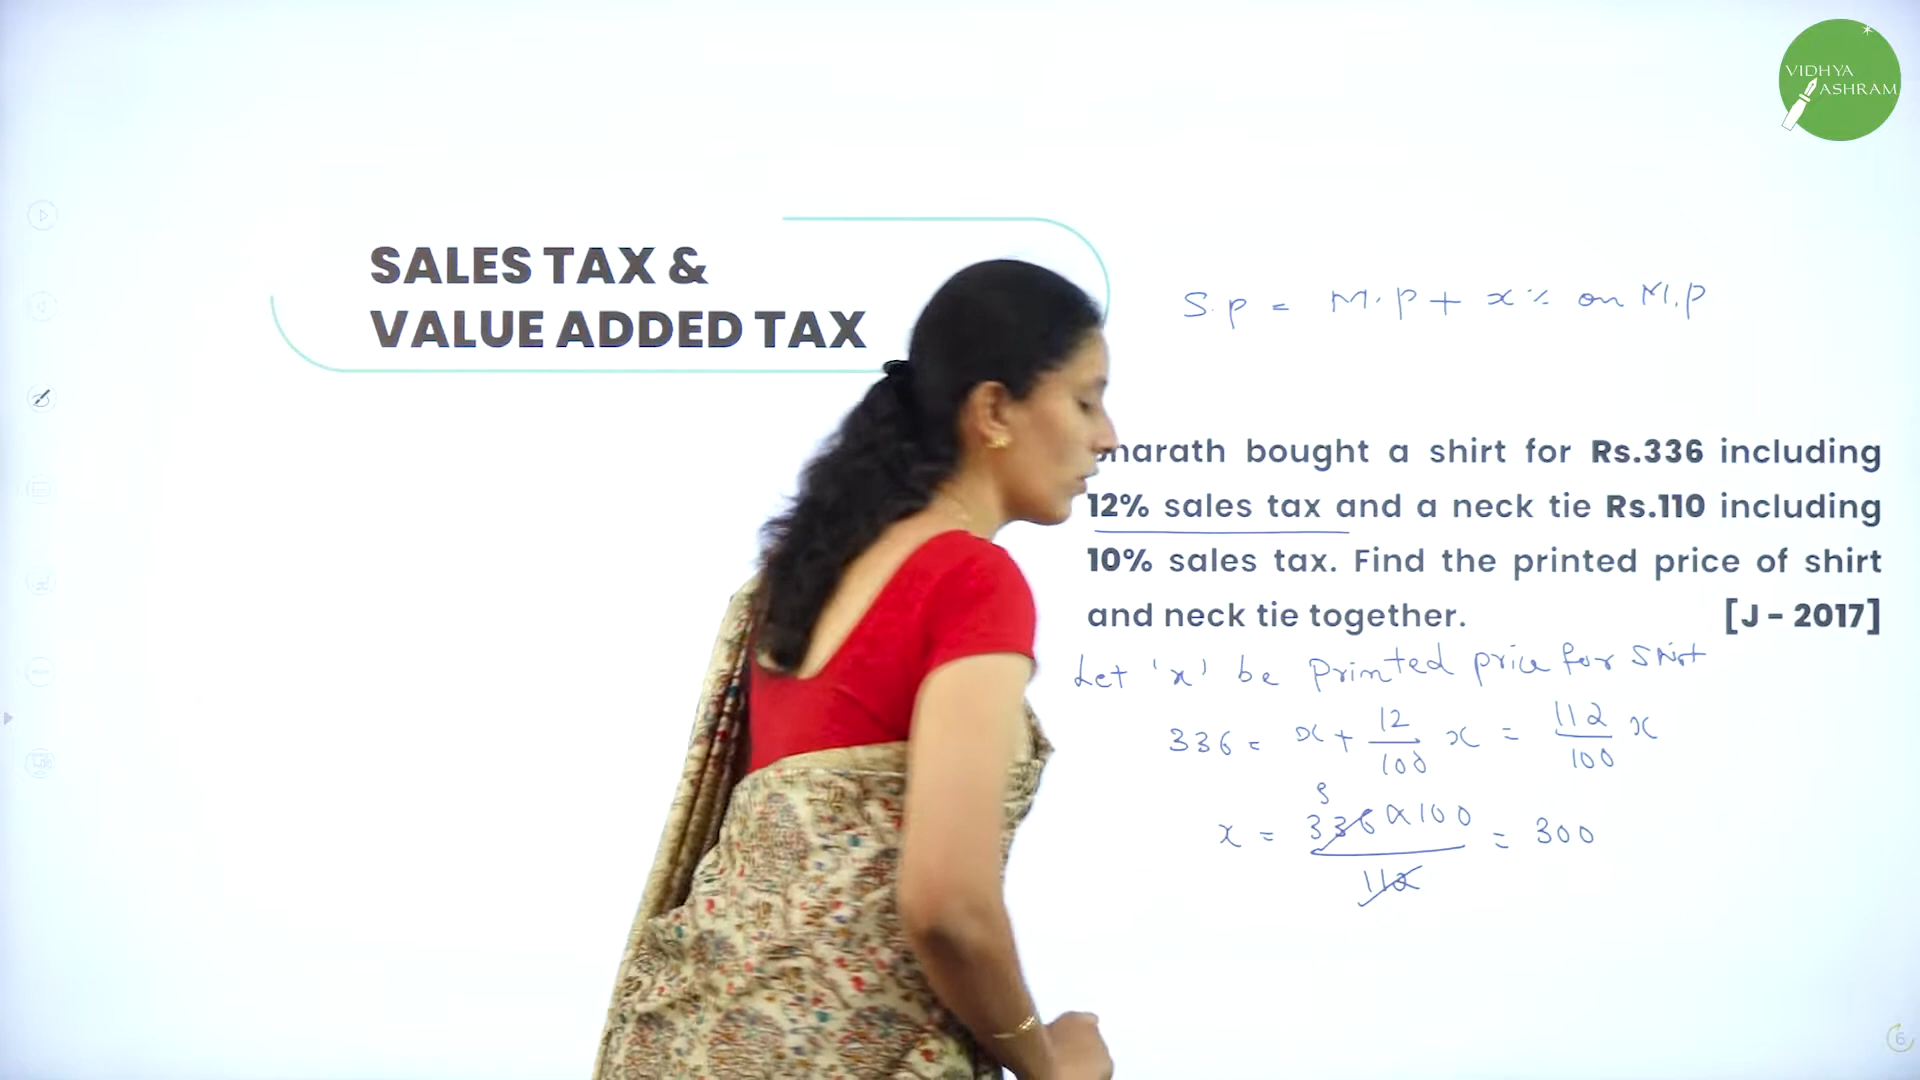 VIDHYA
ASHRAM
SALES TAX &
VALUE ADDED TAX
S.P = M.P + x% on M.P
bought a shirt for Rs.336 including
12% sales tax and a neck tie Rs.110 including
10% sales tax. Find the printed price of shirt
and neck tie together. [J - 2017]
Let 'x' be printed price for shirt
336 = x + 12/100 x = 112/100 x
3
x = 336 x 100 / 112 = 300
6